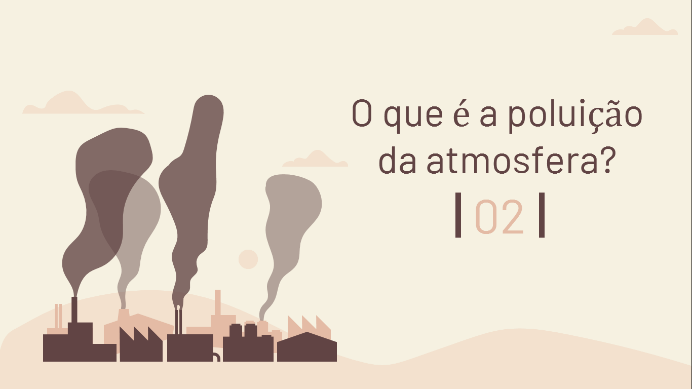 O que é a poluição
da atmosfera?
02